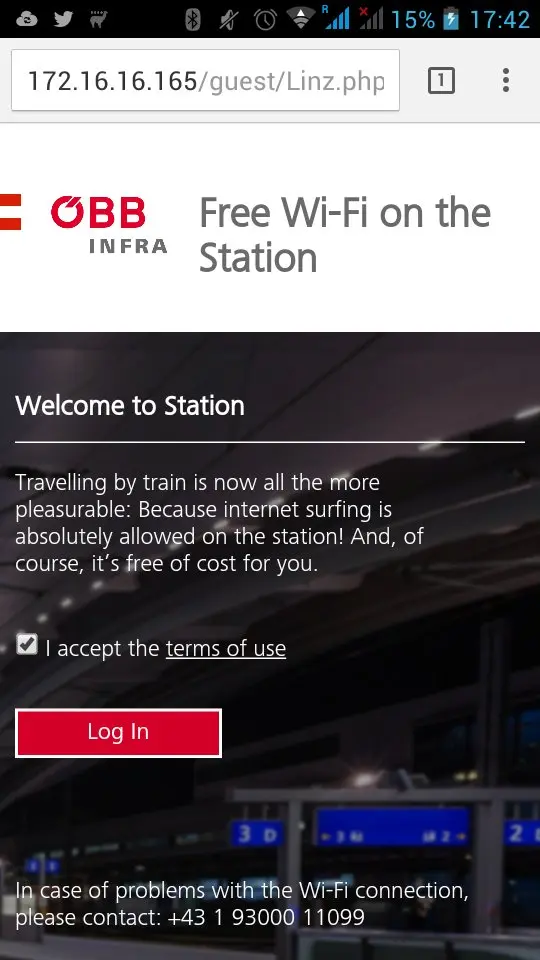 R
15%
17:42
172.16.16.165/guest/Linz.php
1
ÖBB
INFRA
Free Wi-Fi on the
Station
Welcome to Station
Travelling by train is now all the more
pleasurable: Because internet surfing is
absolutely allowed on the station! And, of
course, it's free of cost for you.
I accept the terms of use
Log In
3 D
2
In case of problems with the Wi-Fi connection,
please contact: +43 1 93000 11099